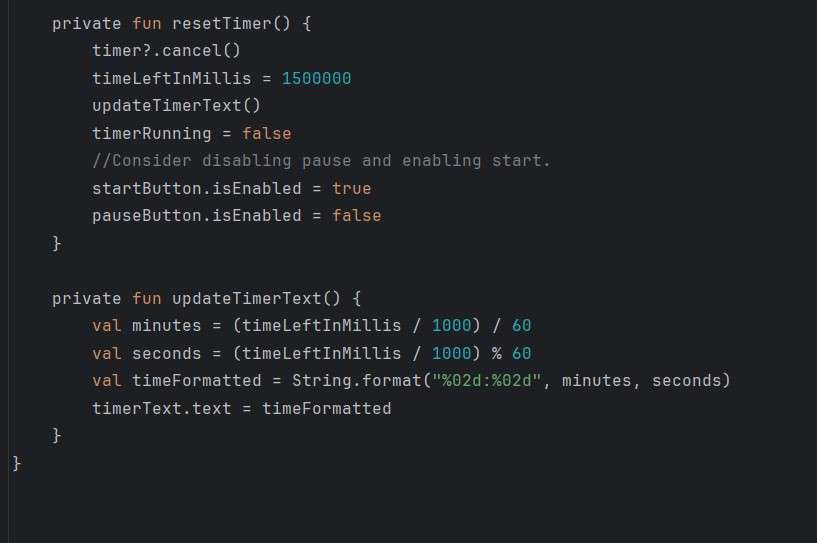 private fun resetTimer() {
timer?.cancel()
timeLeftInMillis = 1500000
updateTimerText()
timerRunning = false
//Consider disabling pause and enabling start.
startButton.isEnabled = true
pauseButton.isEnabled = false
}
private fun updateTimerText() {
val minutes = (timeLeftInMillis / 1000) / 60
val seconds = (timeLeftInMillis / 1000) % 60
val timeFormatted = String.format("%02d:%02d", minutes, seconds)
timerText.text = timeFormatted
}
}